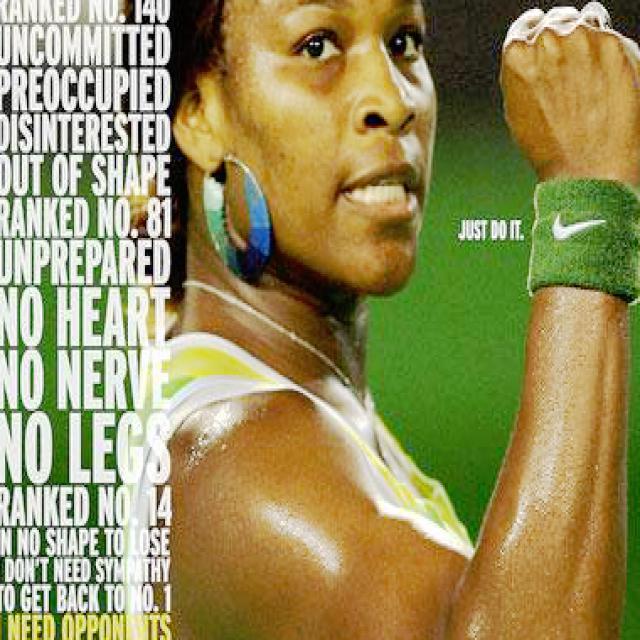 RANKED NO. 140
UNCOMMITTED
PREOCCUPIED
DISINTERESTED
OUT OF SHAPE
RANKED NO. 81
UNPREPARED
NO HEART
NO NERVE
NO LEGS
RANKED NO. 14
IN NO SHAPE TO LOSE
I DON'T NEED SYMPATHY
TO GET BACK TO NO. 1
I NEED OPPONENTS
JUST DO IT.